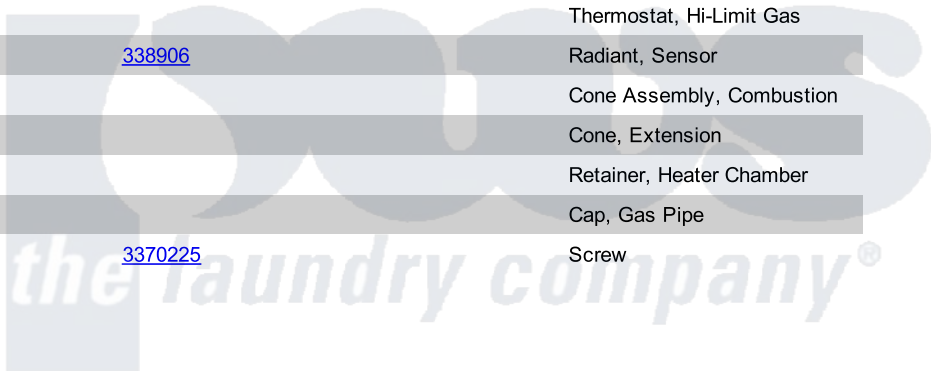 Thermostat, Hi-Limit Gas
338906 Radiant, Sensor
Cone Assembly, Combustion
Cone, Extension
Retainer, Heater Chamber
Cap, Gas Pipe
3370225 Screw
the laundry company®